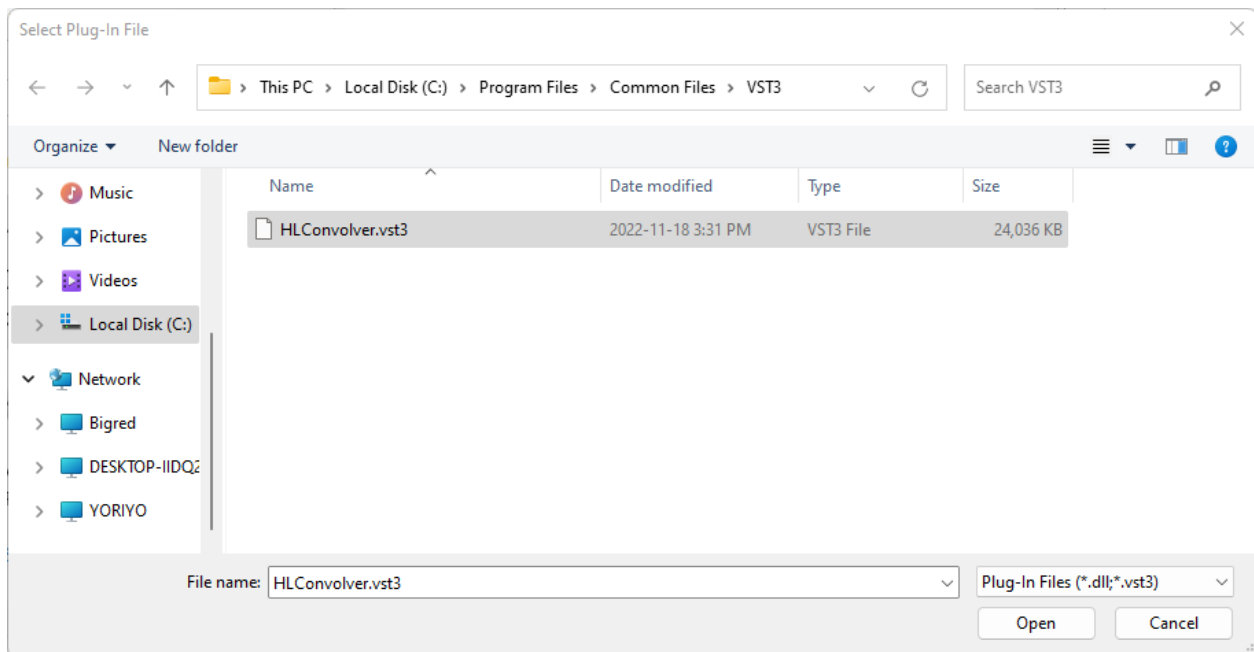 Select Plug-In File
This PC > Local Disk (C:) > Program Files > Common Files > VST3
Search VST3
Organize
New folder
Name Date modified Type Size
HLConvolver.vst3 2022-11-18 3:31 PM VST3 File 24,036 KB
Music
Pictures
Videos
Local Disk (C:)
Network
Bigred
DESKTOP-IIDQ2
YORIYO
File name: HLConvolver.vst3 Plug-In Files (*.dll;*.vst3)
Open Cancel